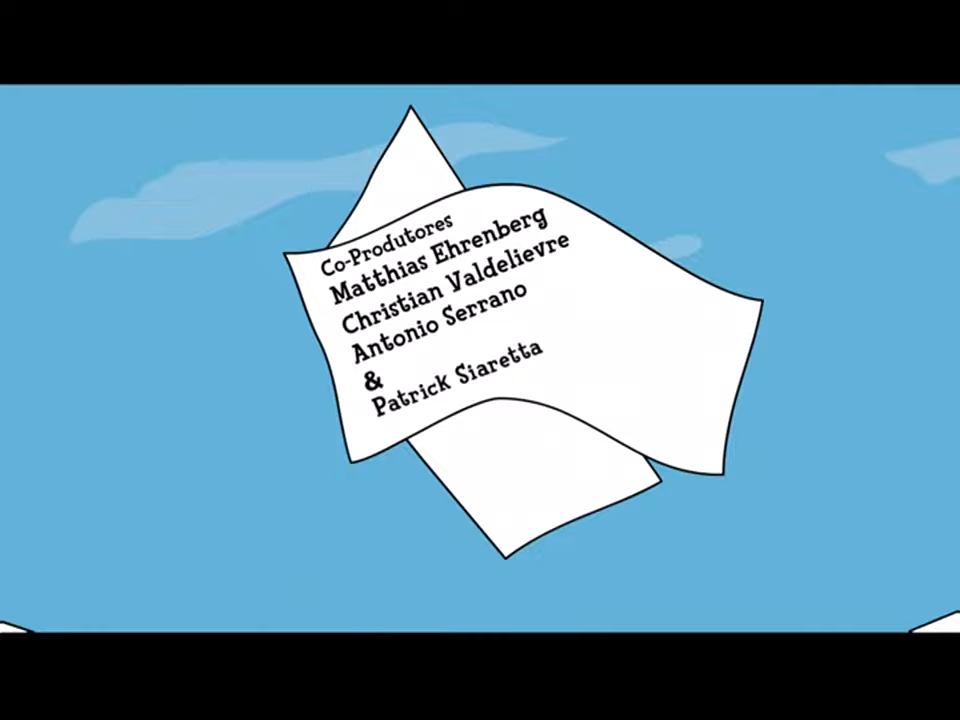 Co-Produtores
Matthias Ehrenberg
Christian Valdelievre
Antonio Serrano
&
Patrick Siaretta